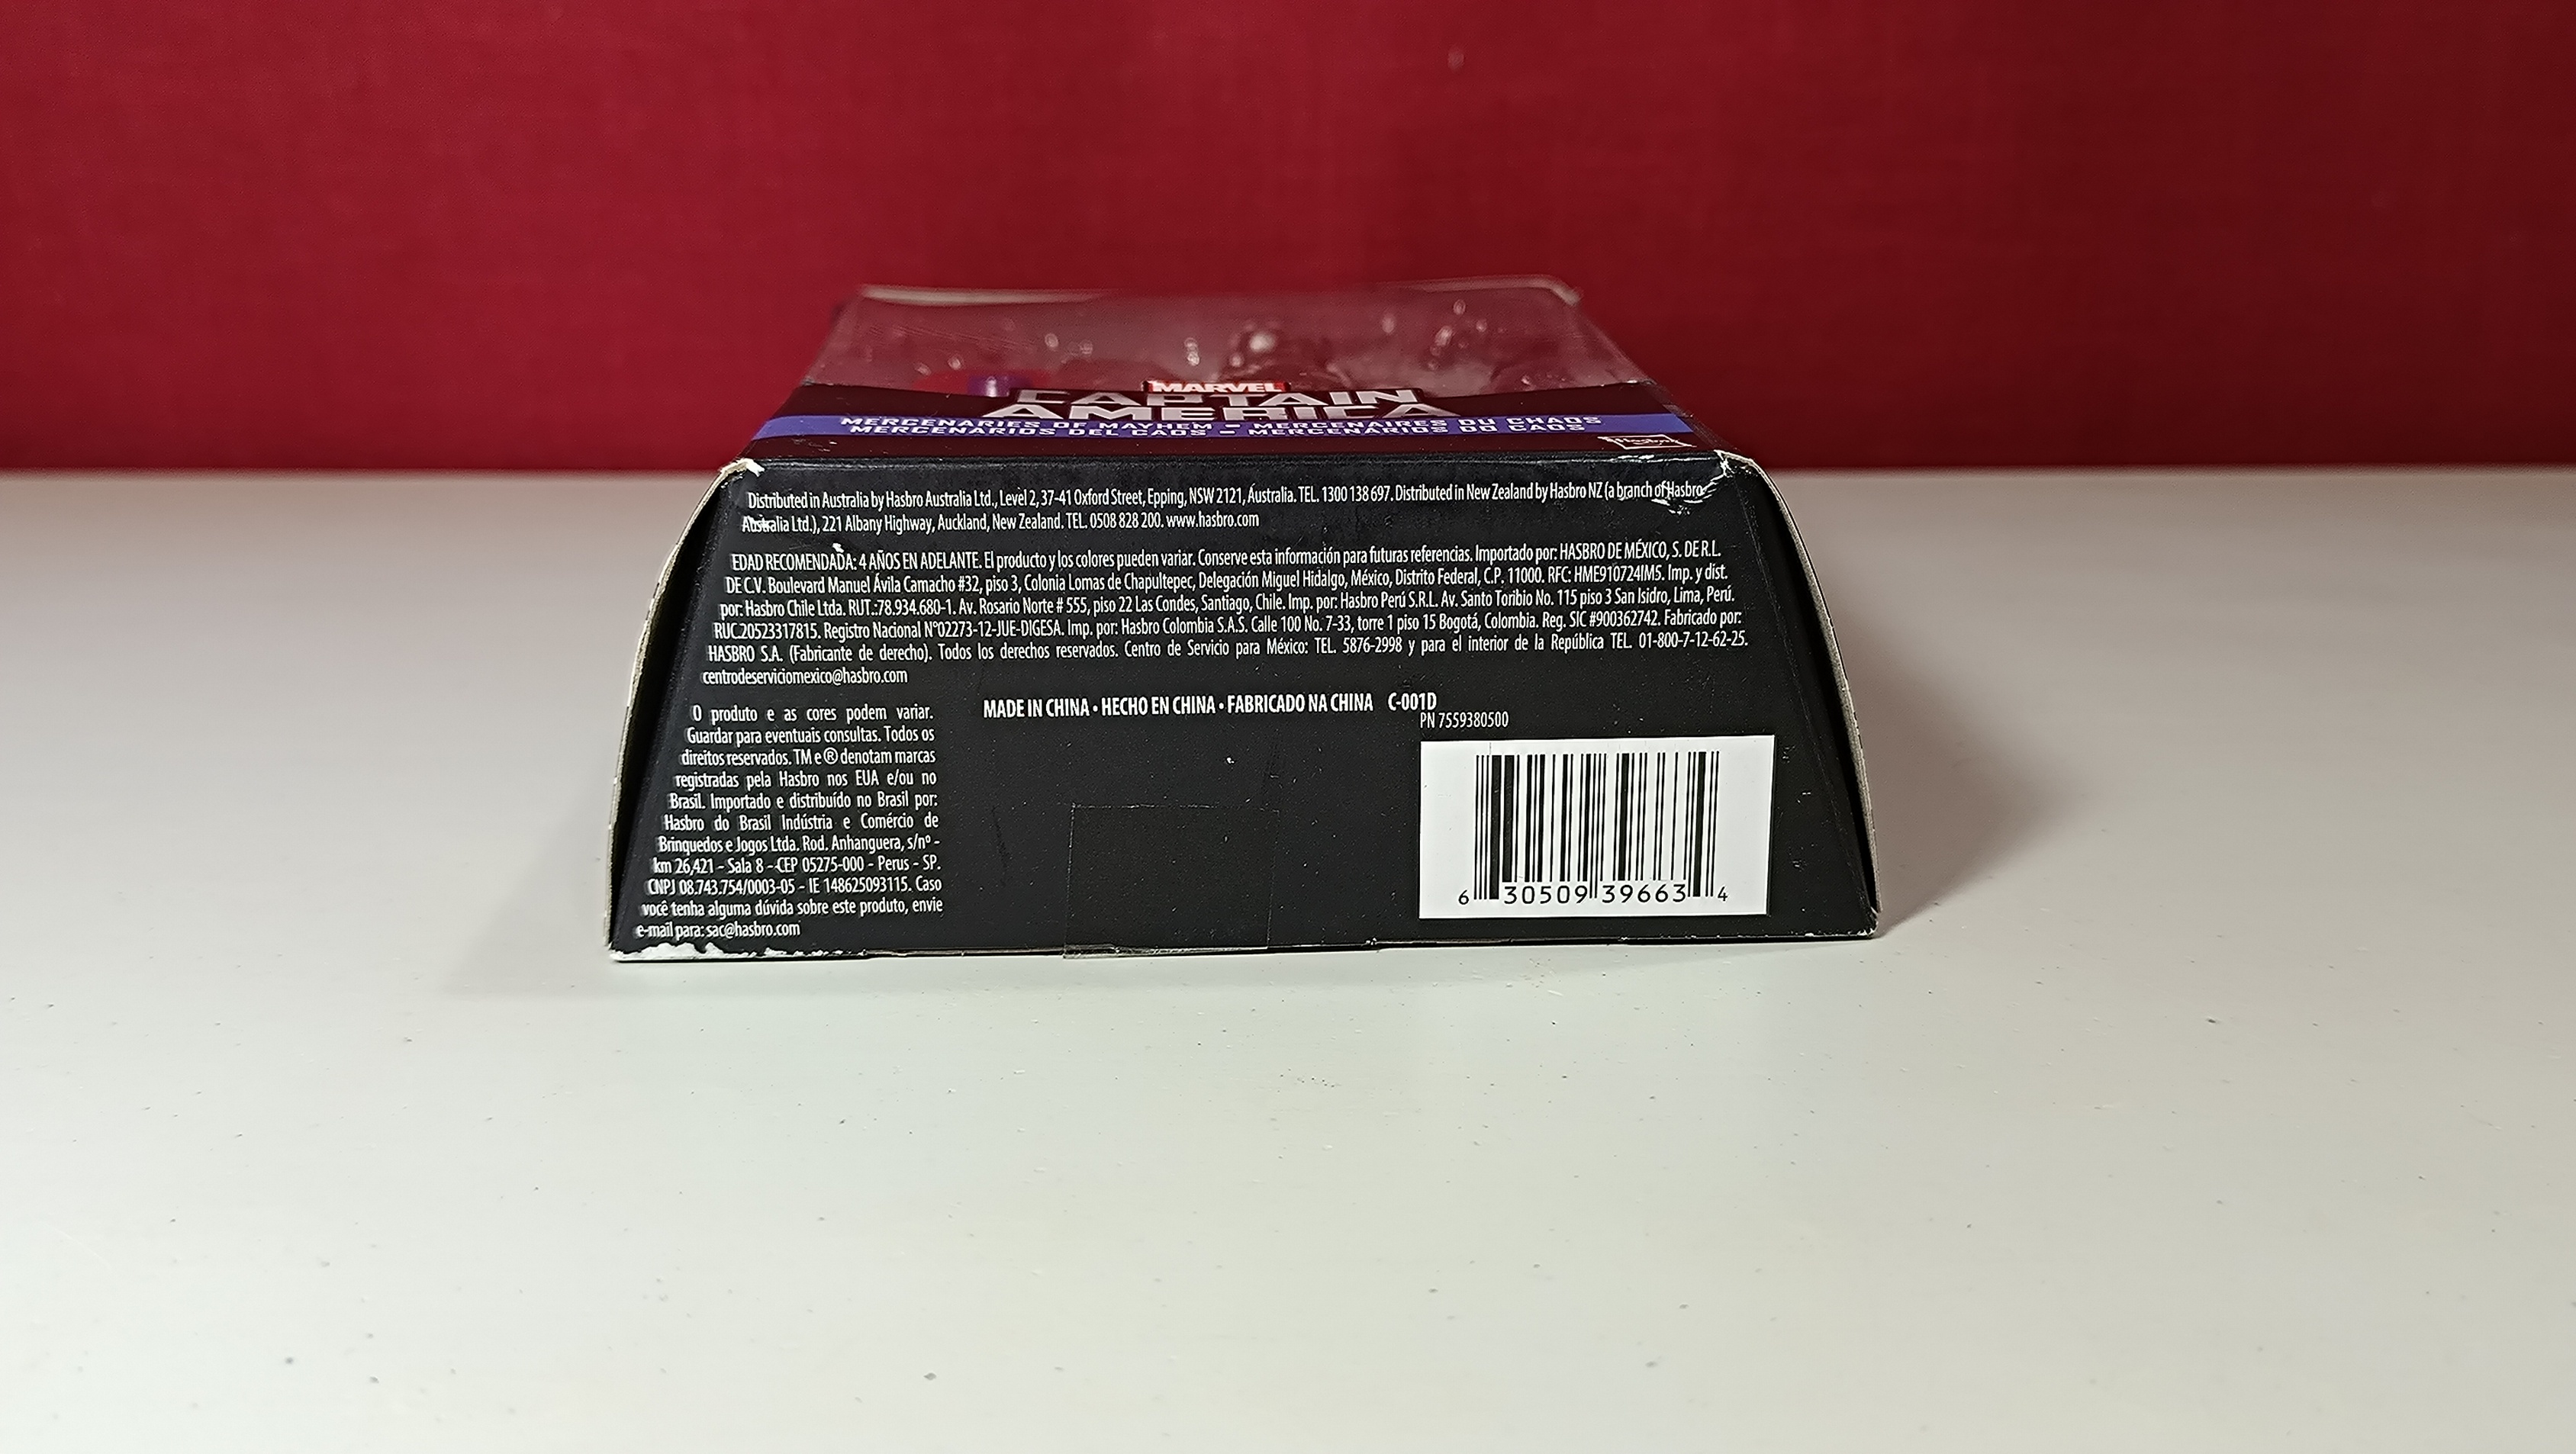 MARVEL
CAPTAIN
AMERICA
MERCENARIES OF MAYHEM – MERCENAIRES DU CHAOS
MERCENARIOS DEL CAOS – MERCENÁRIOS DO CAOS
Hasbro
Distributed in Australia by Hasbro Australia Ltd., Level 2, 37-41 Oxford Street, Epping, NSW 2121, Australia. TEL. 1300 138 697. Distributed in New Zealand by Hasbro NZ (a branch of Hasbro
Australia Ltd.), 221 Albany Highway, Auckland, New Zealand. TEL. 0508 828 200. www.hasbro.com
EDAD RECOMENDADA: 4 AÑOS EN ADELANTE. El producto y los colores pueden variar. Conserve esta información para futuras referencias. Importado por: HASBRO DE MÉXICO, S. DE R.L.
DE C.V. Boulevard Manuel Ávila Camacho #32, piso 3, Colonia Lomas de Chapultepec, Delegación Miguel Hidalgo, México, Distrito Federal, C.P. 11000. RFC: HME910724IM5. Imp. y dist.
por: Hasbro Chile Ltda. RUT.:78.934.680-1. Av. Rosario Norte # 555, piso 22 Las Condes, Santiago, Chile. Imp. por: Hasbro Perú S.R.L. Av. Santo Toribio No. 115 piso 3 San Isidro, Lima, Perú.
RUC.20523317815. Registro Nacional N°02273-12-JUE-DIGESA. Imp. por: Hasbro Colombia S.A.S. Calle 100 No. 7-33, torre 1 piso 15 Bogotá, Colombia. Reg. SIC #900362742. Fabricado por:
HASBRO S.A. (Fabricante de derecho). Todos los derechos reservados. Centro de Servicio para México: TEL. 5876-2998 y para el interior de la República TEL. 01-800-7-12-62-25.
centrodeserviciomexico@hasbro.com
O produto e as cores podem variar.
Guardar para eventuais consultas. Todos os
direitos reservados. TM e ® denotam marcas
registradas pela Hasbro nos EUA e/ou no
Brasil. Importado e distribuído no Brasil por:
Hasbro do Brasil Indústria e Comércio de
Brinquedos e Jogos Ltda. Rod. Anhanguera, s/nº -
km 26,421 - Sala 8 - CEP 05275-000 - Perus - SP.
CNPJ 08.743.754/0003-05 - IE 148625093115. Caso
você tenha alguma dúvida sobre este produto, envie
e-mail para: sac@hasbro.com
MADE IN CHINA • HECHO EN CHINA • FABRICADO NA CHINA C-001D
PN 7559380500
6 30509 39663 4